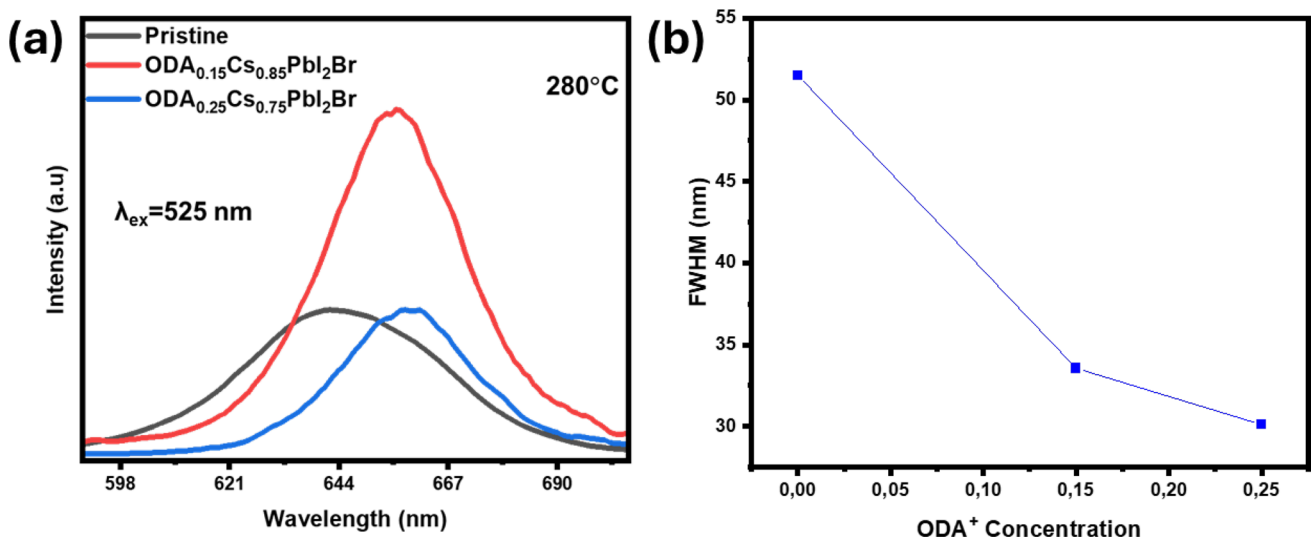 (a)
Pristine
ODA0.15Cs0.85PbI2Br
ODA0.25Cs0.75PbI2Br
280°C
λex=525 nm
Intensity (a.u)
598 621 644 667 690
Wavelength (nm)
(b)
55
50
45
40
35
30
FWHM (nm)
0,00 0,05 0,10 0,15 0,20 0,25
ODA+ Concentration